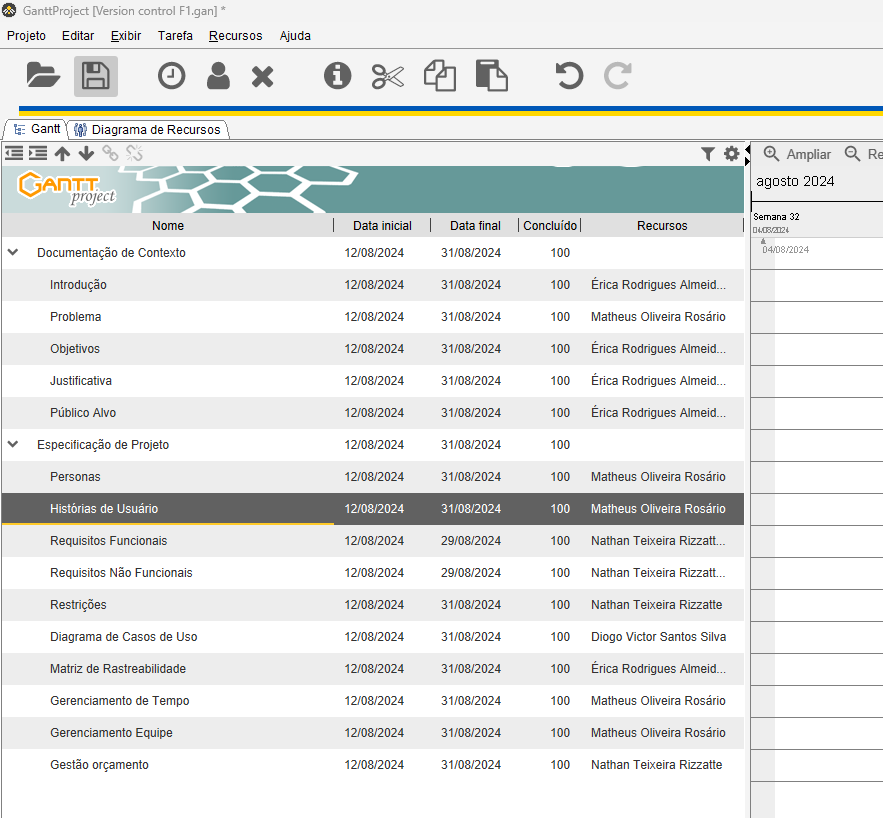 GanttProject [Version control F1.gan] *
Projeto Editar Exibir Tarefa Recursos Ajuda
Gantt Diagrama de Recursos
Ampliar Re
GANTT project
agosto 2024
Semana 32
04/08/2024
04/08/2024
Nome Data inicial Data final Concluído Recursos
Documentação de Contexto 12/08/2024 31/08/2024 100
Introdução 12/08/2024 31/08/2024 100 Érica Rodrigues Almeid...
Problema 12/08/2024 31/08/2024 100 Matheus Oliveira Rosário
Objetivos 12/08/2024 31/08/2024 100 Érica Rodrigues Almeid...
Justificativa 12/08/2024 31/08/2024 100 Érica Rodrigues Almeid...
Público Alvo 12/08/2024 31/08/2024 100 Érica Rodrigues Almeid...
Especificação de Projeto 12/08/2024 31/08/2024 100
Personas 12/08/2024 31/08/2024 100 Matheus Oliveira Rosário
Histórias de Usuário 12/08/2024 31/08/2024 100 Matheus Oliveira Rosário
Requisitos Funcionais 12/08/2024 29/08/2024 100 Nathan Teixeira Rizzatt...
Requisitos Não Funcionais 12/08/2024 29/08/2024 100 Nathan Teixeira Rizzatt...
Restrições 12/08/2024 31/08/2024 100 Nathan Teixeira Rizzatte
Diagrama de Casos de Uso 12/08/2024 31/08/2024 100 Diogo Victor Santos Silva
Matriz de Rastreabilidade 12/08/2024 31/08/2024 100 Érica Rodrigues Almeid...
Gerenciamento de Tempo 12/08/2024 31/08/2024 100 Matheus Oliveira Rosário
Gerenciamento Equipe 12/08/2024 31/08/2024 100 Matheus Oliveira Rosário
Gestão orçamento 12/08/2024 31/08/2024 100 Nathan Teixeira Rizzatte